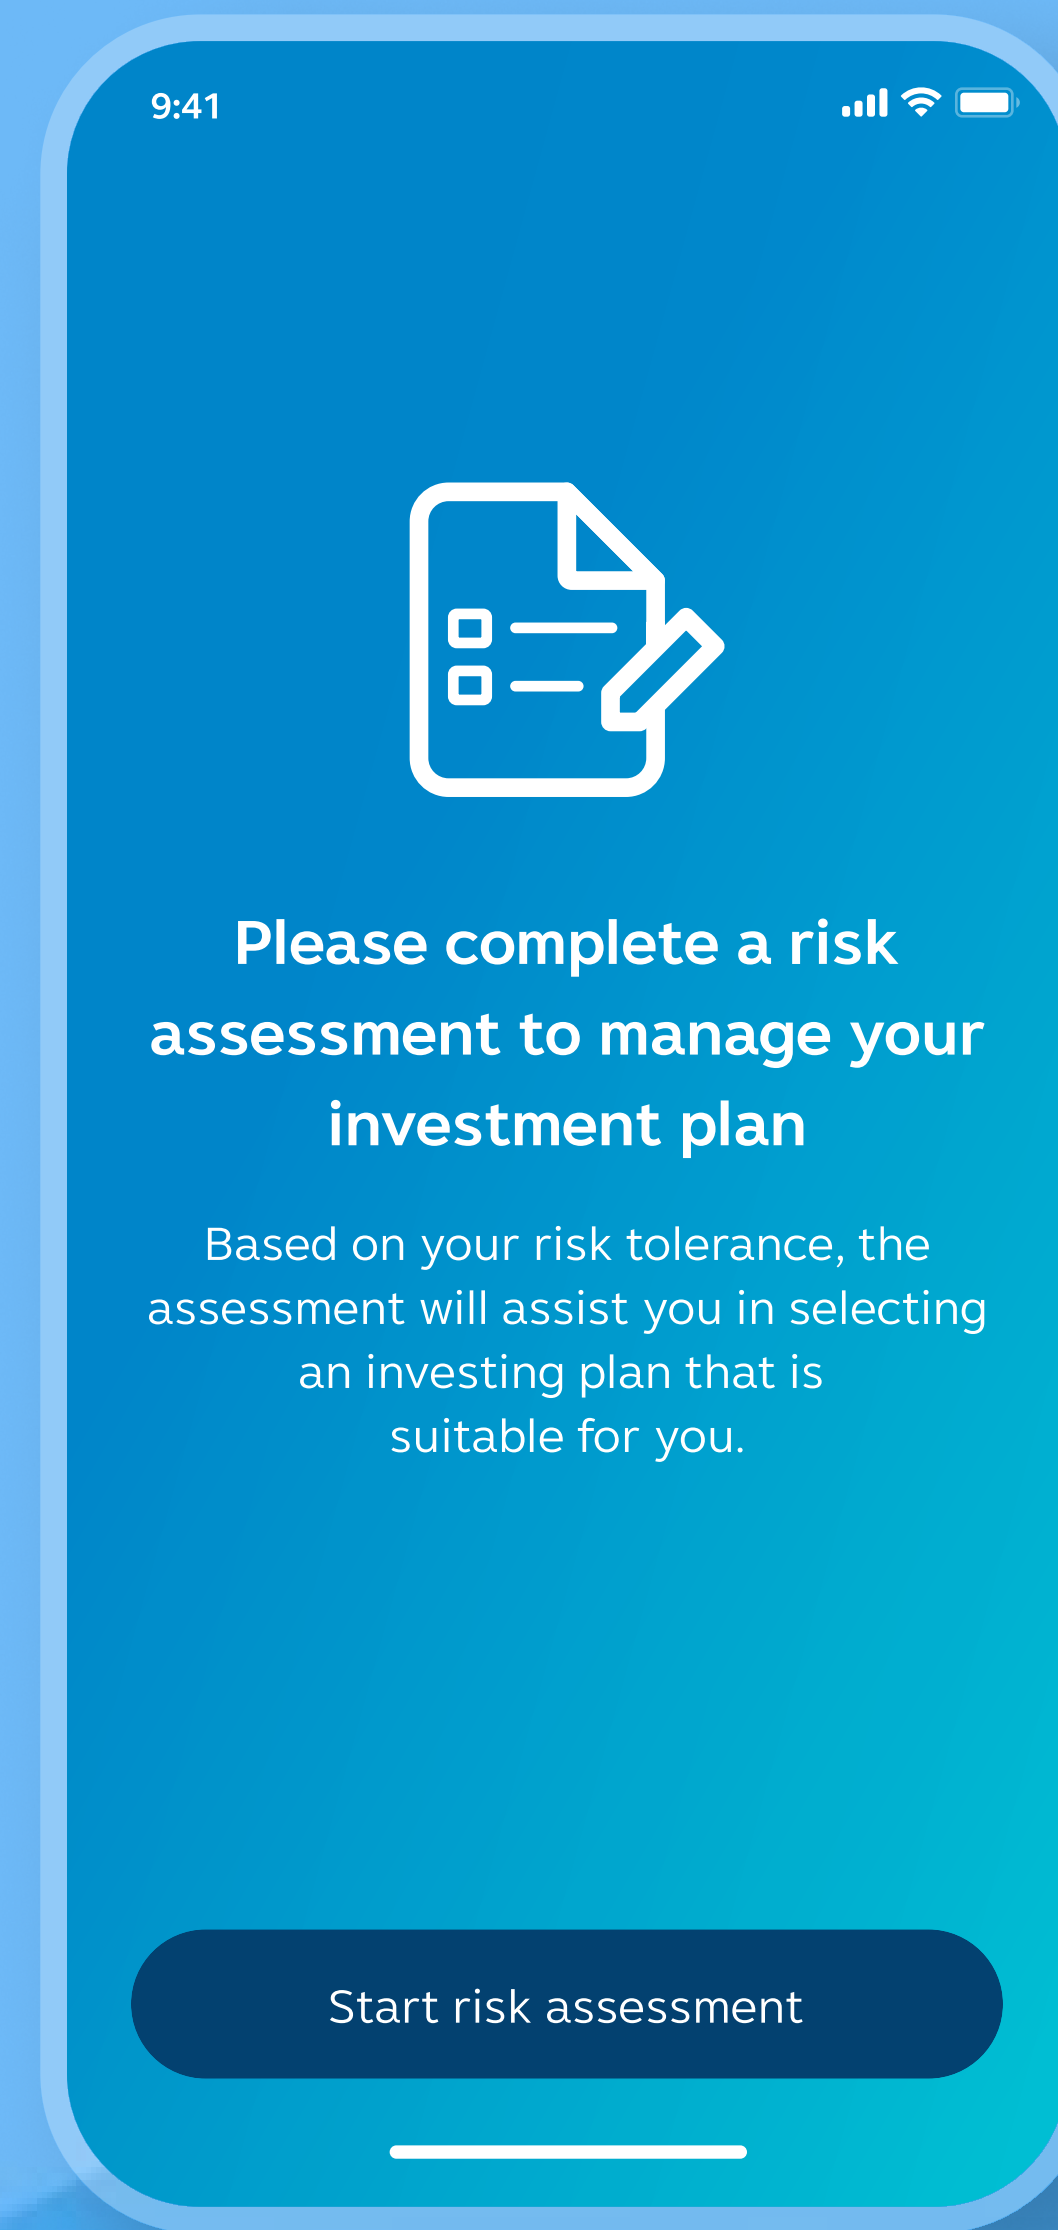 9:41
Please complete a risk
assessment to manage your
investment plan
Based on your risk tolerance, the
assessment will assist you in selecting
an investing plan that is
suitable for you.
Start risk assessment